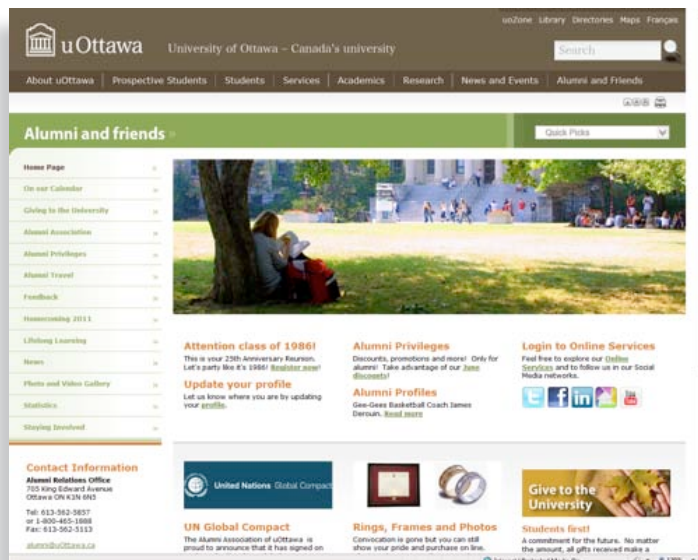 uoZone Library Directories Maps Français
uOttawa
University of Ottawa – Canada's university
Search
About uOttawa Prospective Students Students Services Academics Research News and Events Alumni and Friends
Alumni and friends »
Quick Picks
Home Page »
On our Calendar »
Giving to the University »
Alumni Association »
Alumni Privileges »
Alumni Travel »
Feedback »
Homecoming 2011 »
Lifelong Learning »
News »
Photo and Video Gallery »
Statistics »
Staying Involved »
Contact Information
Alumni Relations Office
705 King Edward Avenue
Ottawa ON K1N 6N5
Tel: 613-562-5857
or 1-800-465-1888
Fax: 613-562-5113
alumni@uOttawa.ca
Attention class of 1986!
This is your 25th Anniversary Reunion.
Let's party like it's 1986! Register now!
Update your profile
Let us know where you are by updating
your profile.
Alumni Privileges
Discounts, promotions and more! Only for
alumni! Take advantage of our June
discounts!
Alumni Profiles
Gee-Gees Basketball Coach James
Derouin. Read more
Login to Online Services
Feel free to explore our Online
Services and to follow us in our Social
Media networks.
United Nations Global Compact
UN Global Compact
The Alumni Association of uOttawa is
proud to announce that it has signed on
Rings, Frames and Photos
Convocation is gone but you can still
show your pride and purchase on line.
Give to the
University
Students first!
A commitment for the future. No matter
the amount, all gifts received make a